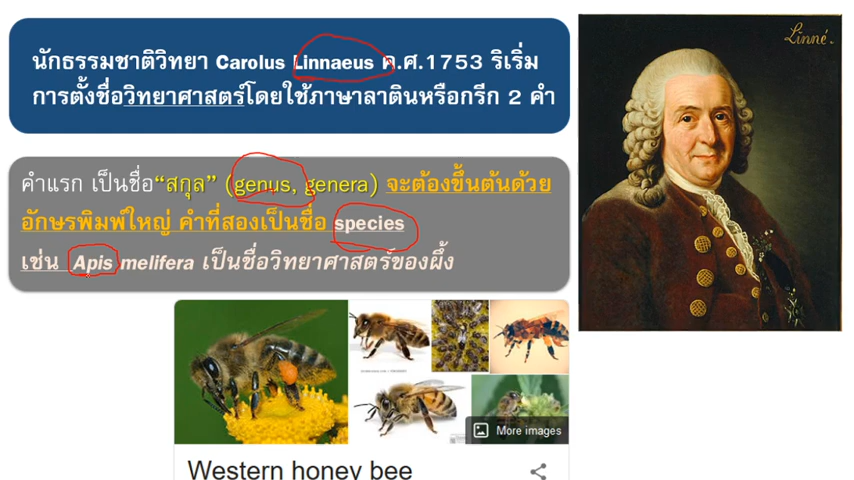 นักธรรมชาติวิทยา Carolus Linnaeus ค.ศ.1753 ริเริ่ม
การตั้งชื่อวิทยาศาสตร์โดยใช้ภาษาลาตินหรือกรีก 2 คำ
Linné.
คำแรก เป็นชื่อ“สกุล” (genus, genera) จะต้องขึ้นต้นด้วย
อักษรพิมพ์ใหญ่ คำที่สองเป็นชื่อ species
เช่น Apis melifera เป็นชื่อวิทยาศาสตร์ของผึ้ง
More images
Western honey bee